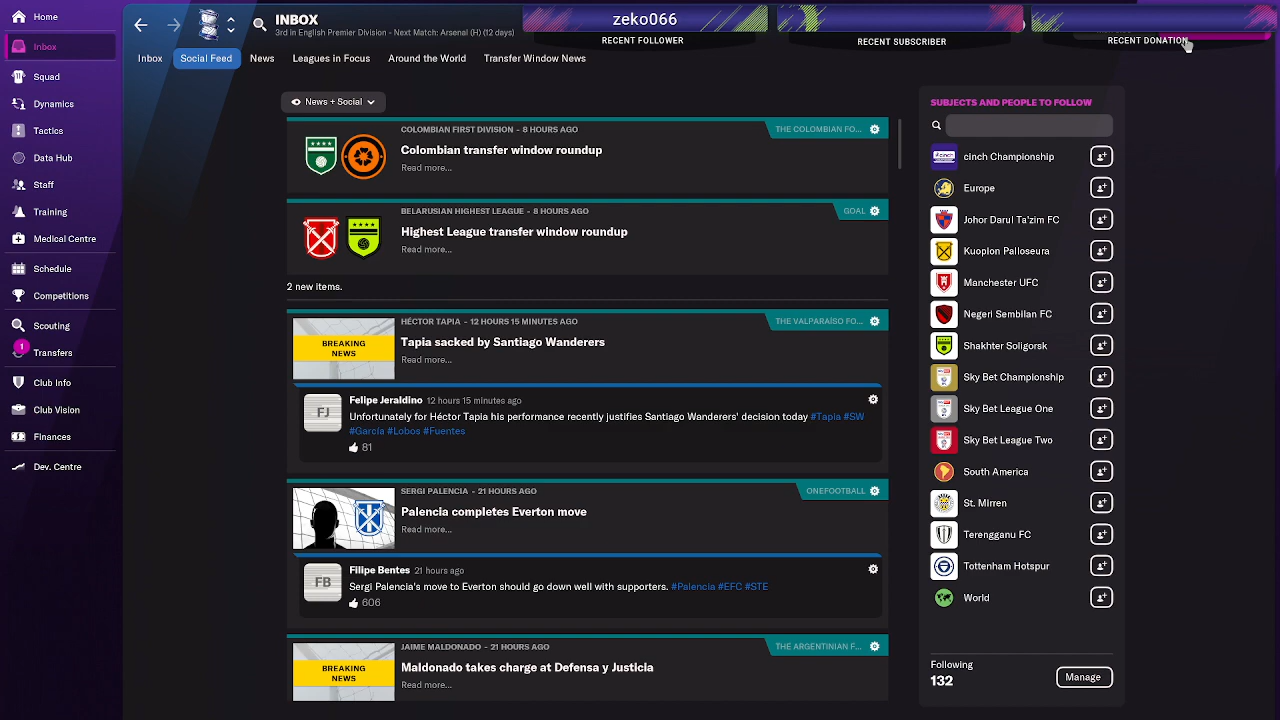 Home
Inbox
Squad
Dynamics
Tactics
Data Hub
Staff
Training
Medical Centre
Schedule
Competitions
Scouting
1
Transfers
Club Info
Club Vision
Finances
Dev. Centre
INBOX
3rd in English Premier Division - Next Match: Arsenal (H) (12 days)
zeko066
RECENT FOLLOWER
RECENT SUBSCRIBER
RECENT DONATION
Inbox
Social Feed
News
Leagues in Focus
Around the World
Transfer Window News
News + Social
COLOMBIAN FIRST DIVISION - 8 HOURS AGO
THE COLOMBIAN FO...
Colombian transfer window roundup
Read more...
BELARUSIAN HIGHEST LEAGUE - 8 HOURS AGO
GOAL
Highest League transfer window roundup
Read more...
2 new items.
HÉCTOR TAPIA - 12 HOURS 15 MINUTES AGO
THE VALPARAÍSO FO...
BREAKING
NEWS
Tapia sacked by Santiago Wanderers
Read more...
FJ
Felipe Jeraldino 12 hours 15 minutes ago
Unfortunately for Héctor Tapia his performance recently justifies Santiago Wanderers' decision today #Tapia #SW
#García #Lobos #Fuentes
81
SERGI PALENCIA - 21 HOURS AGO
ONEFOOTBALL
Palencia completes Everton move
Read more...
FB
Filipe Bentes 21 hours ago
Sergi Palencia's move to Everton should go down well with supporters. #Palencia #EFC #STE
606
JAIME MALDONADO - 21 HOURS AGO
THE ARGENTINIAN F...
BREAKING
NEWS
Maldonado takes charge at Defensa y Justicia
Read more...
SUBJECTS AND PEOPLE TO FOLLOW
cinch Championship
Europe
Johor Darul Ta'zim FC
Kuopion Palloseura
Manchester UFC
Negeri Sembilan FC
Shakhter Soligorsk
Sky Bet Championship
Sky Bet League One
Sky Bet League Two
South America
St. Mirren
Terengganu FC
Tottenham Hotspur
World
Following
132
Manage